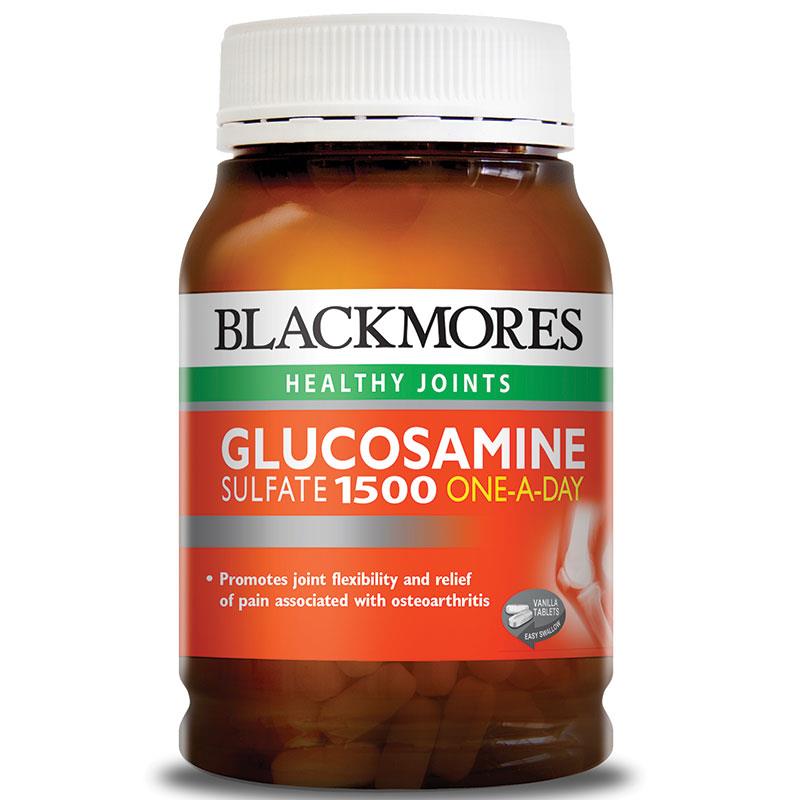 BLACKMORES
HEALTHY JOINTS
GLUCOSAMINE
SULFATE 1500 ONE-A-DAY
• Promotes joint flexibility and relief
of pain associated with osteoarthritis
VANILLA
TABLETS
EASY SWALLOW